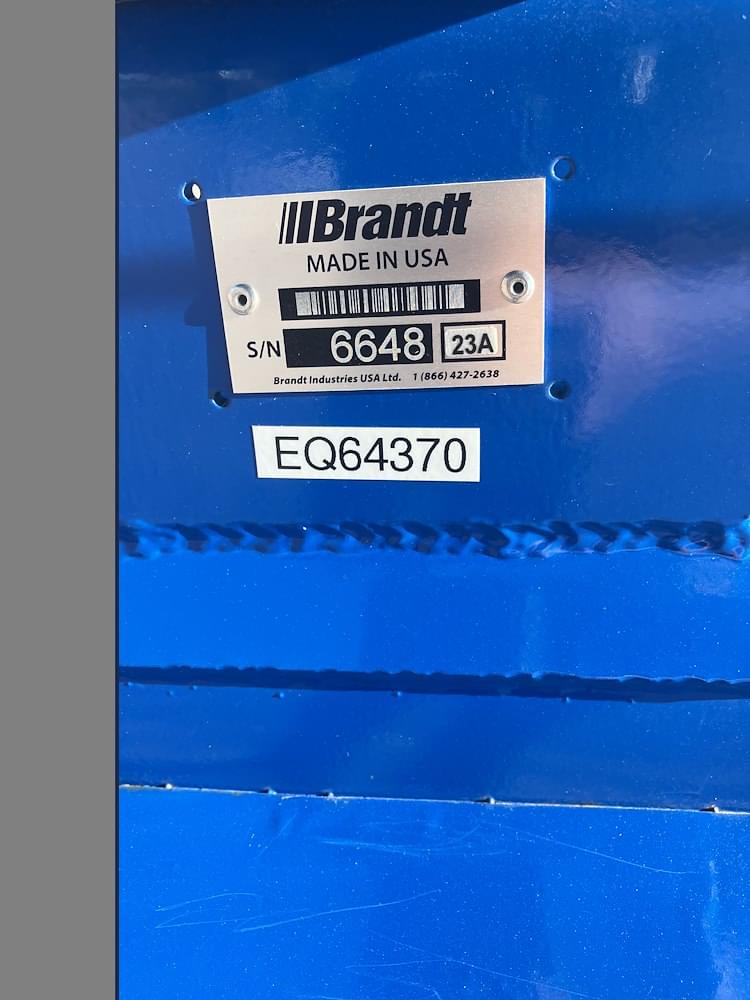 Brandt
MADE IN USA
S/N 6648 23A
Brandt Industries USA Ltd. 1 (866) 427-2638
EQ64370